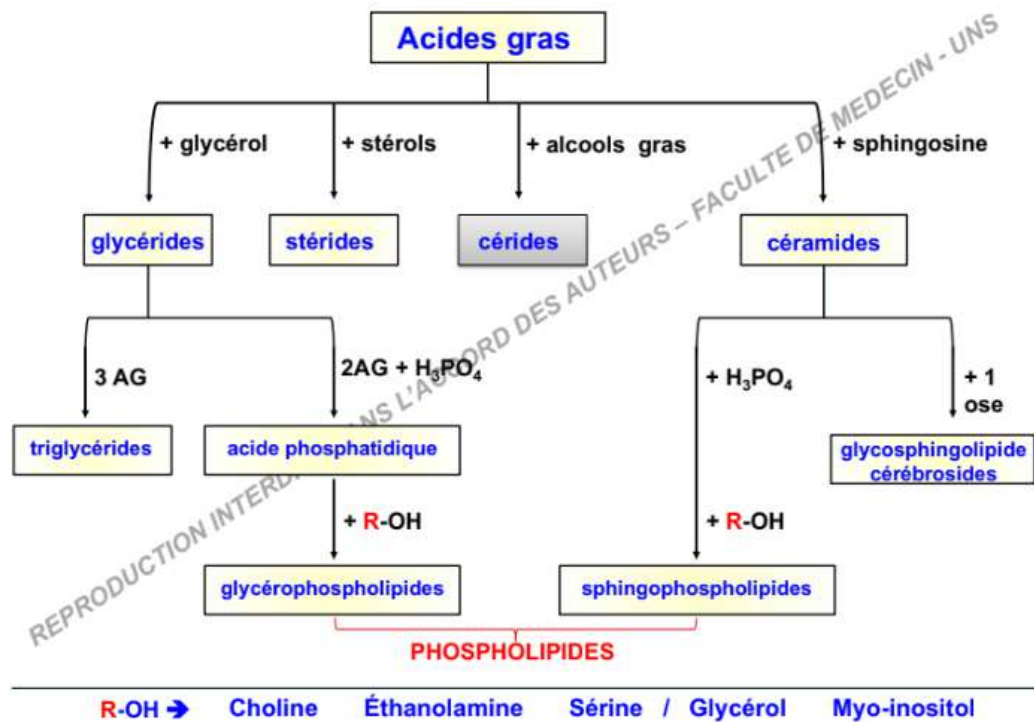 Acides gras
+ glycérol
+ stérols
+ alcools gras
+ sphingosine
glycérides
stérides
cérides
céramides
3 AG
2AG + H₃PO₄
+ H₃PO₄
+ 1
ose
triglycérides
acide phosphatidique
glycosphingolipide
cérébrosides
+ R-OH
+ R-OH
glycérophospholipides
sphingophospholipides
PHOSPHOLIPIDES
R-OH ➔ Choline Éthanolamine Sérine / Glycérol Myo-inositol
REPRODUCTION INTERD L'ACCORD DES AUTEURS – FACULTE DE MEDECIN - UNS